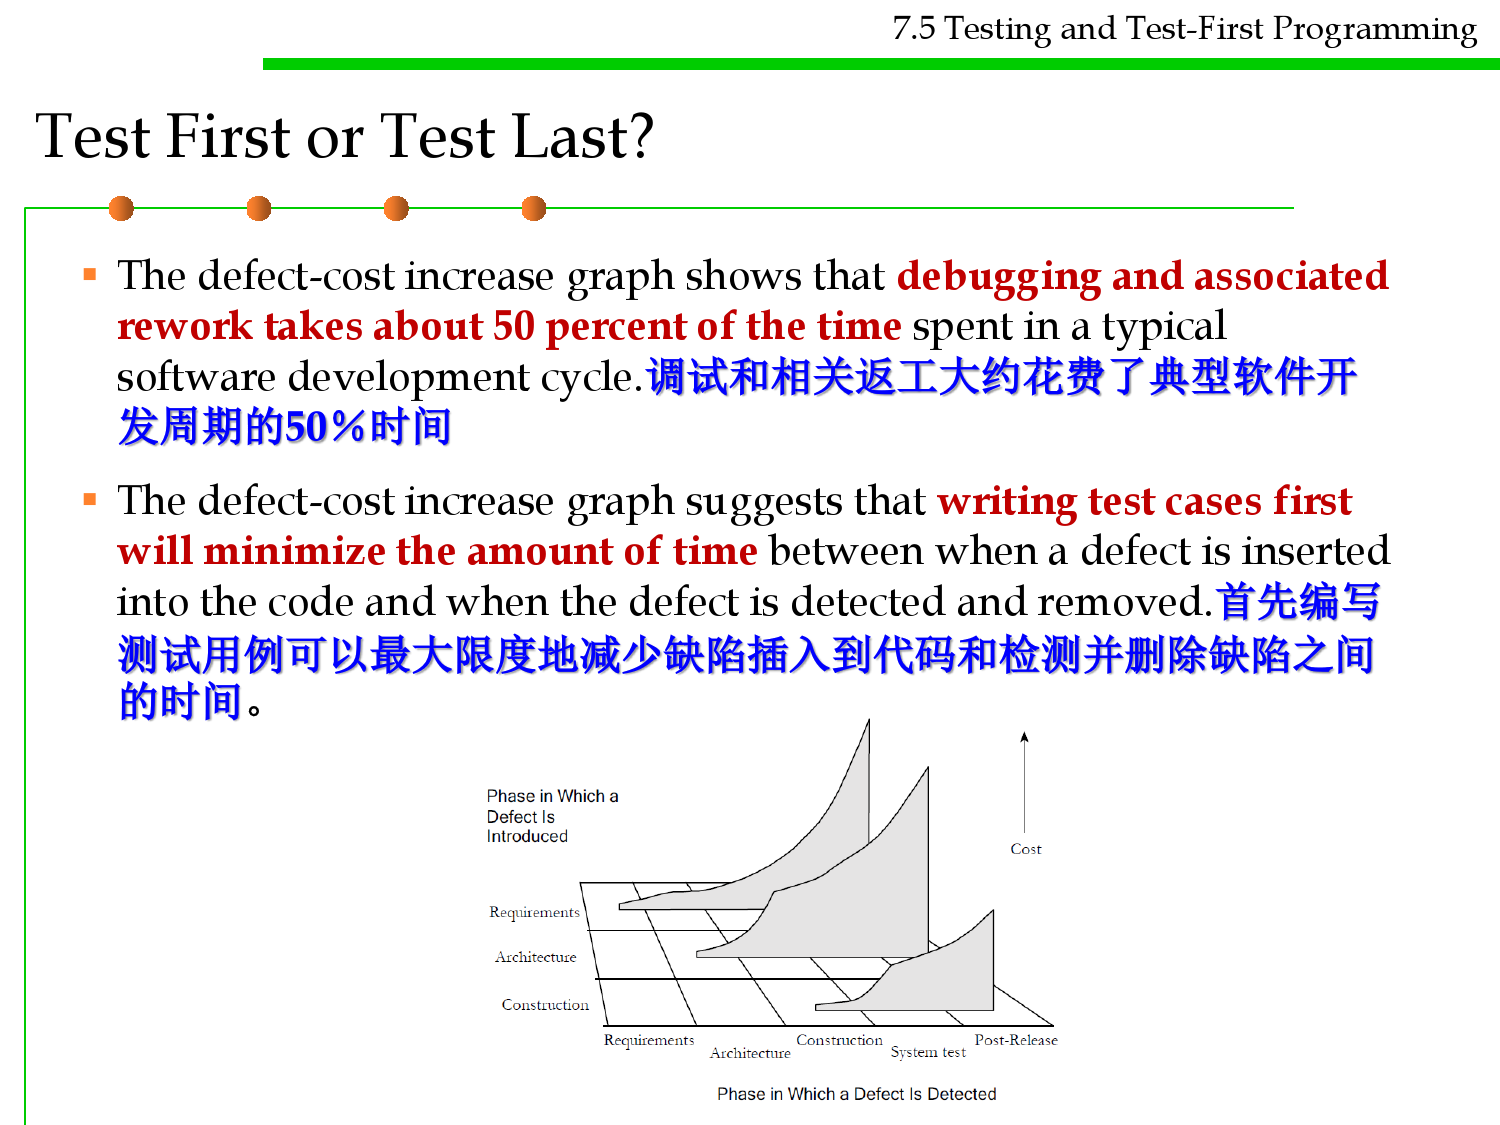 7.5 Testing and Test-First Programming
Test First or Test Last?
The defect-cost increase graph shows that debugging and associated
rework takes about 50 percent of the time spent in a typical
software development cycle.调试和相关返工大约花费了典型软件开
发周期的50%时间
The defect-cost increase graph suggests that writing test cases first
will minimize the amount of time between when a defect is inserted
into the code and when the defect is detected and removed.首先编写
测试用例可以最大限度地减少缺陷插入到代码和检测并删除缺陷之间
的时间。
Phase in Which a
Defect Is
Introduced
Cost
Requirements
Architecture
Construction
Requirements
Architecture
Construction
System test
Post-Release
Phase in Which a Defect Is Detected